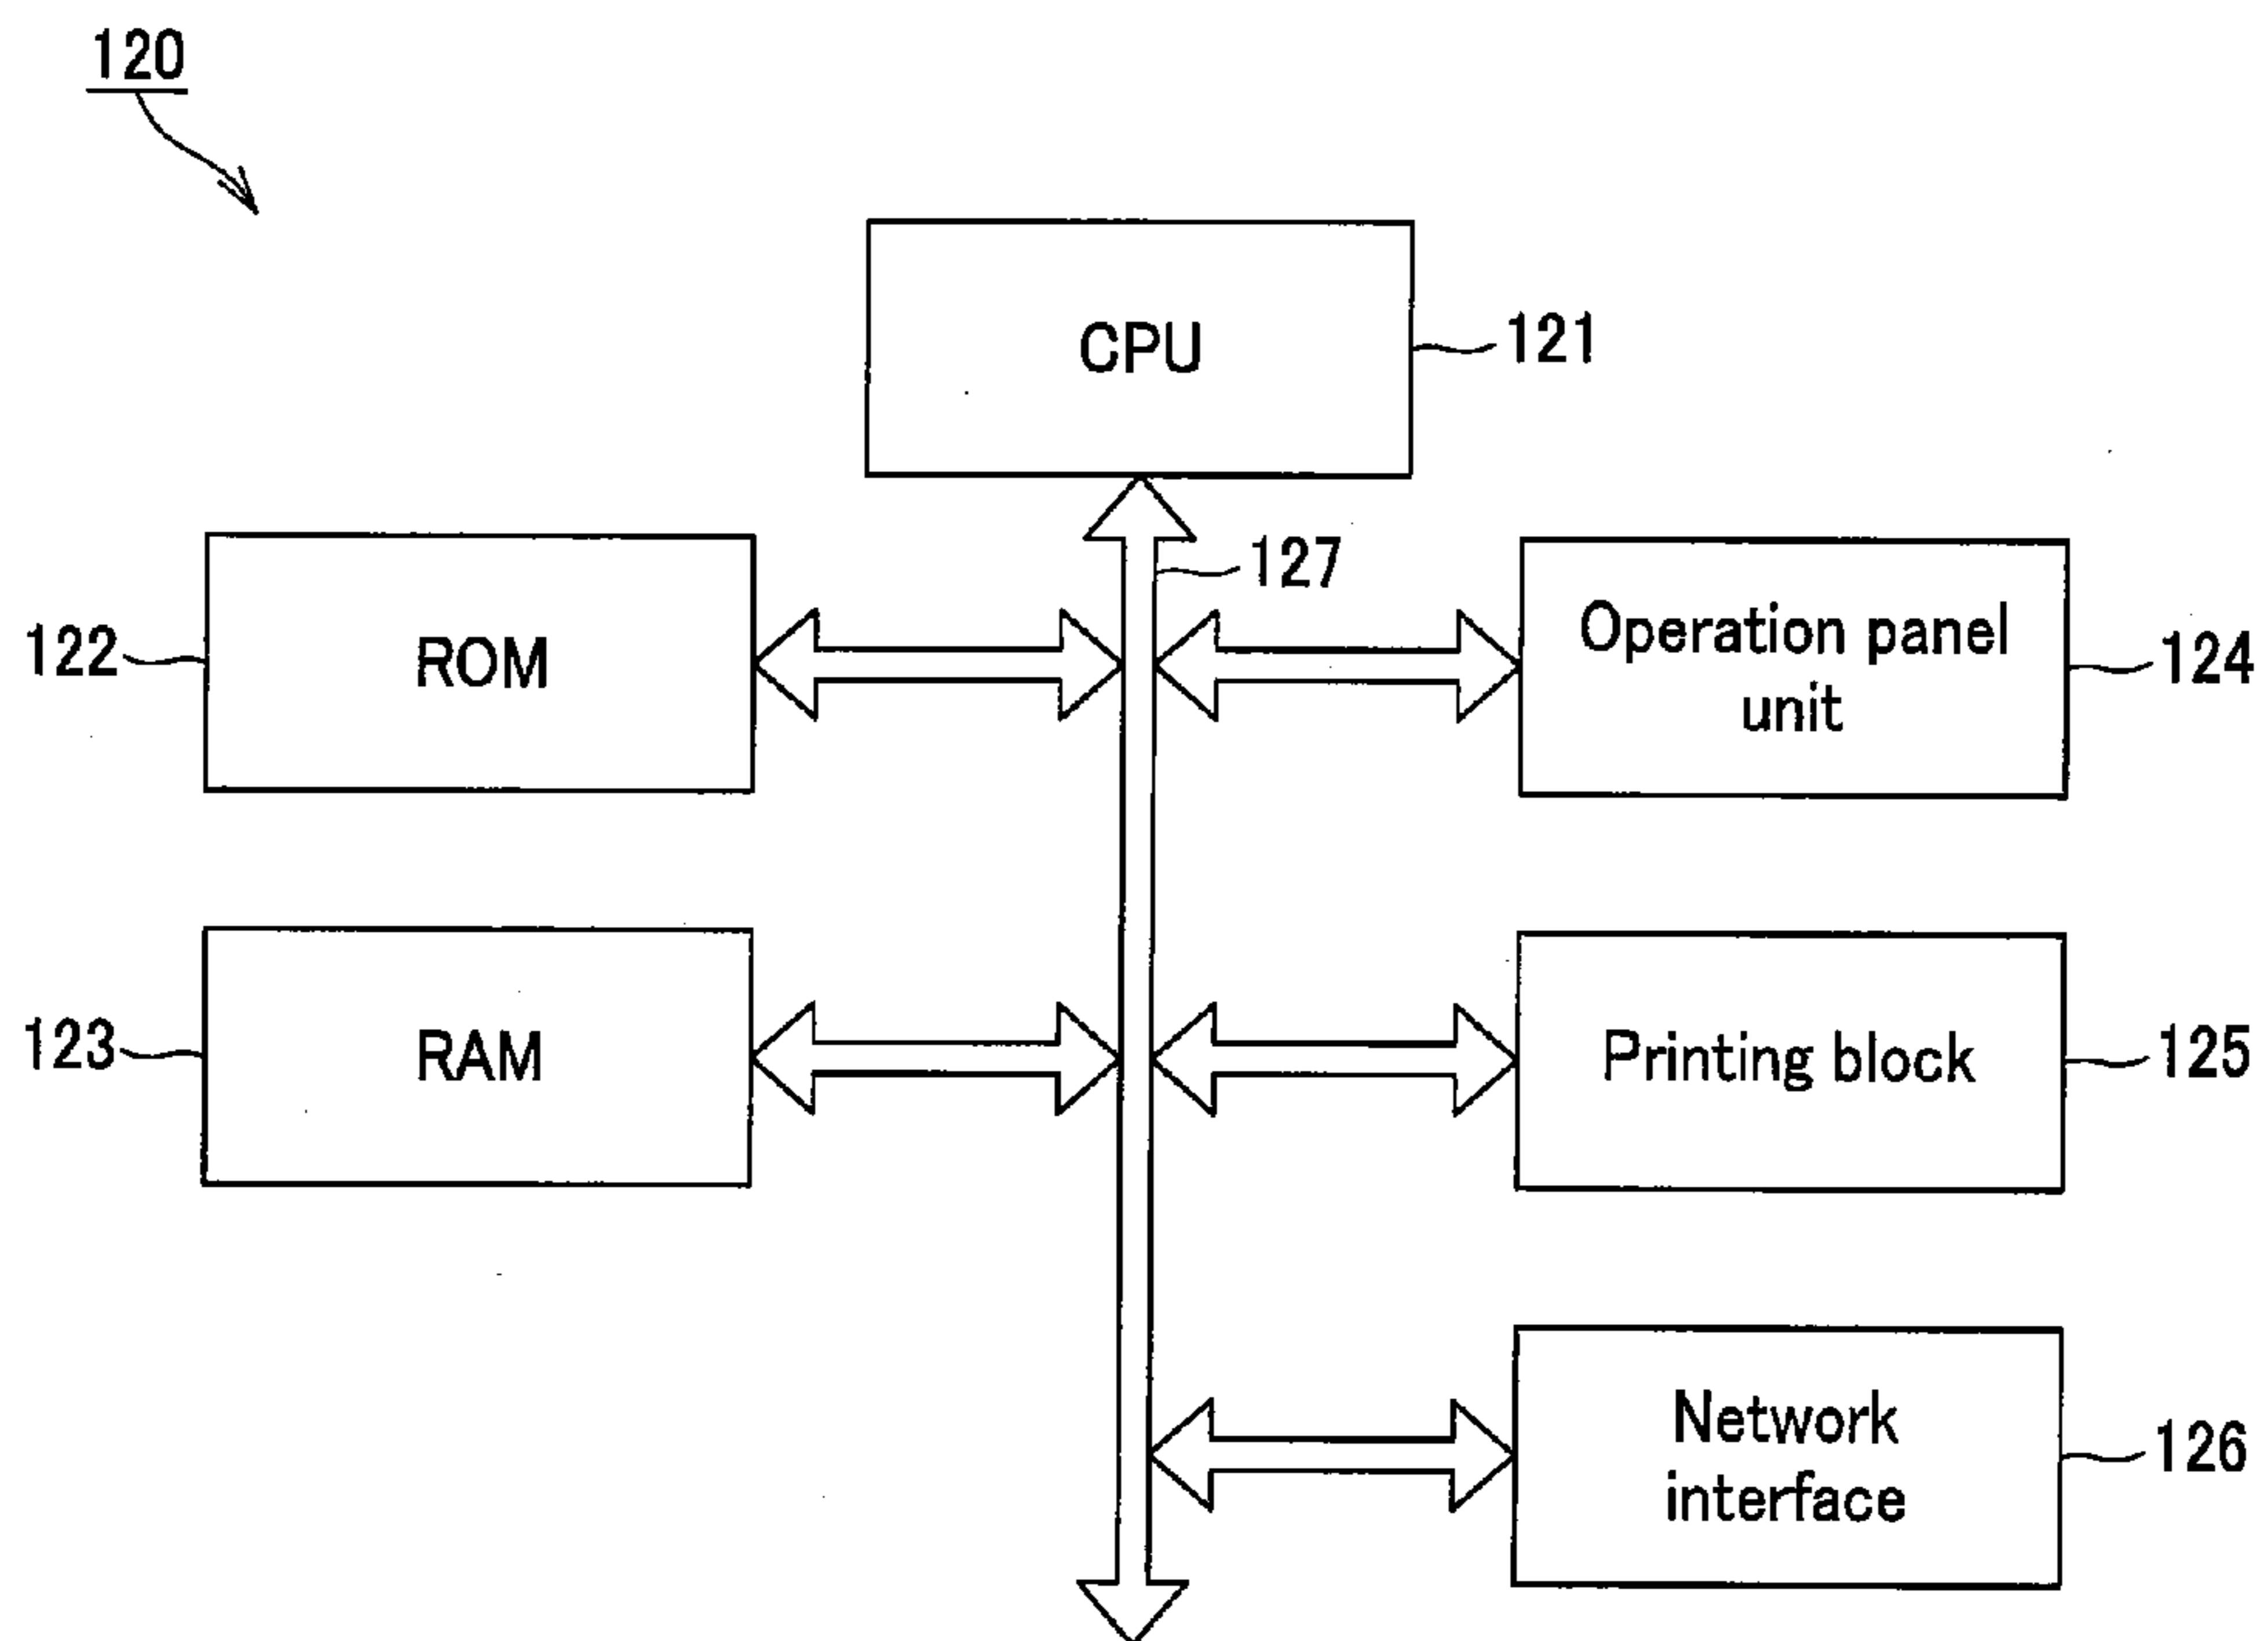 120
CPU
121
127
122
ROM
Operation panel
unit
124
123
RAM
Printing block
125
Network
interface
126